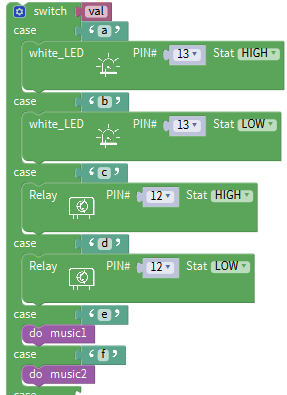 switch val
case ‘ a ’
white_LED PIN# 13 Stat HIGH
case ‘ b ’
white_LED PIN# 13 Stat LOW
case ‘ c ’
Relay PIN# 12 Stat HIGH
case ‘ d ’
Relay PIN# 12 Stat LOW
case ‘ e ’
do music1
case ‘ f ’
do music2
case